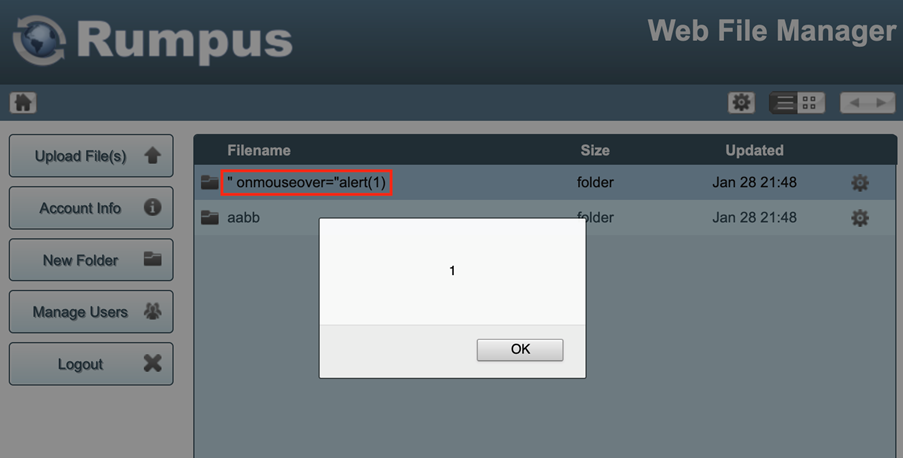 Rumpus
Web File Manager
Upload File(s)
Account Info
New Folder
Manage Users
Logout
Filename Size Updated
" onmouseover="alert(1) folder Jan 28 21:48
aabb folder Jan 28 21:48
1
OK